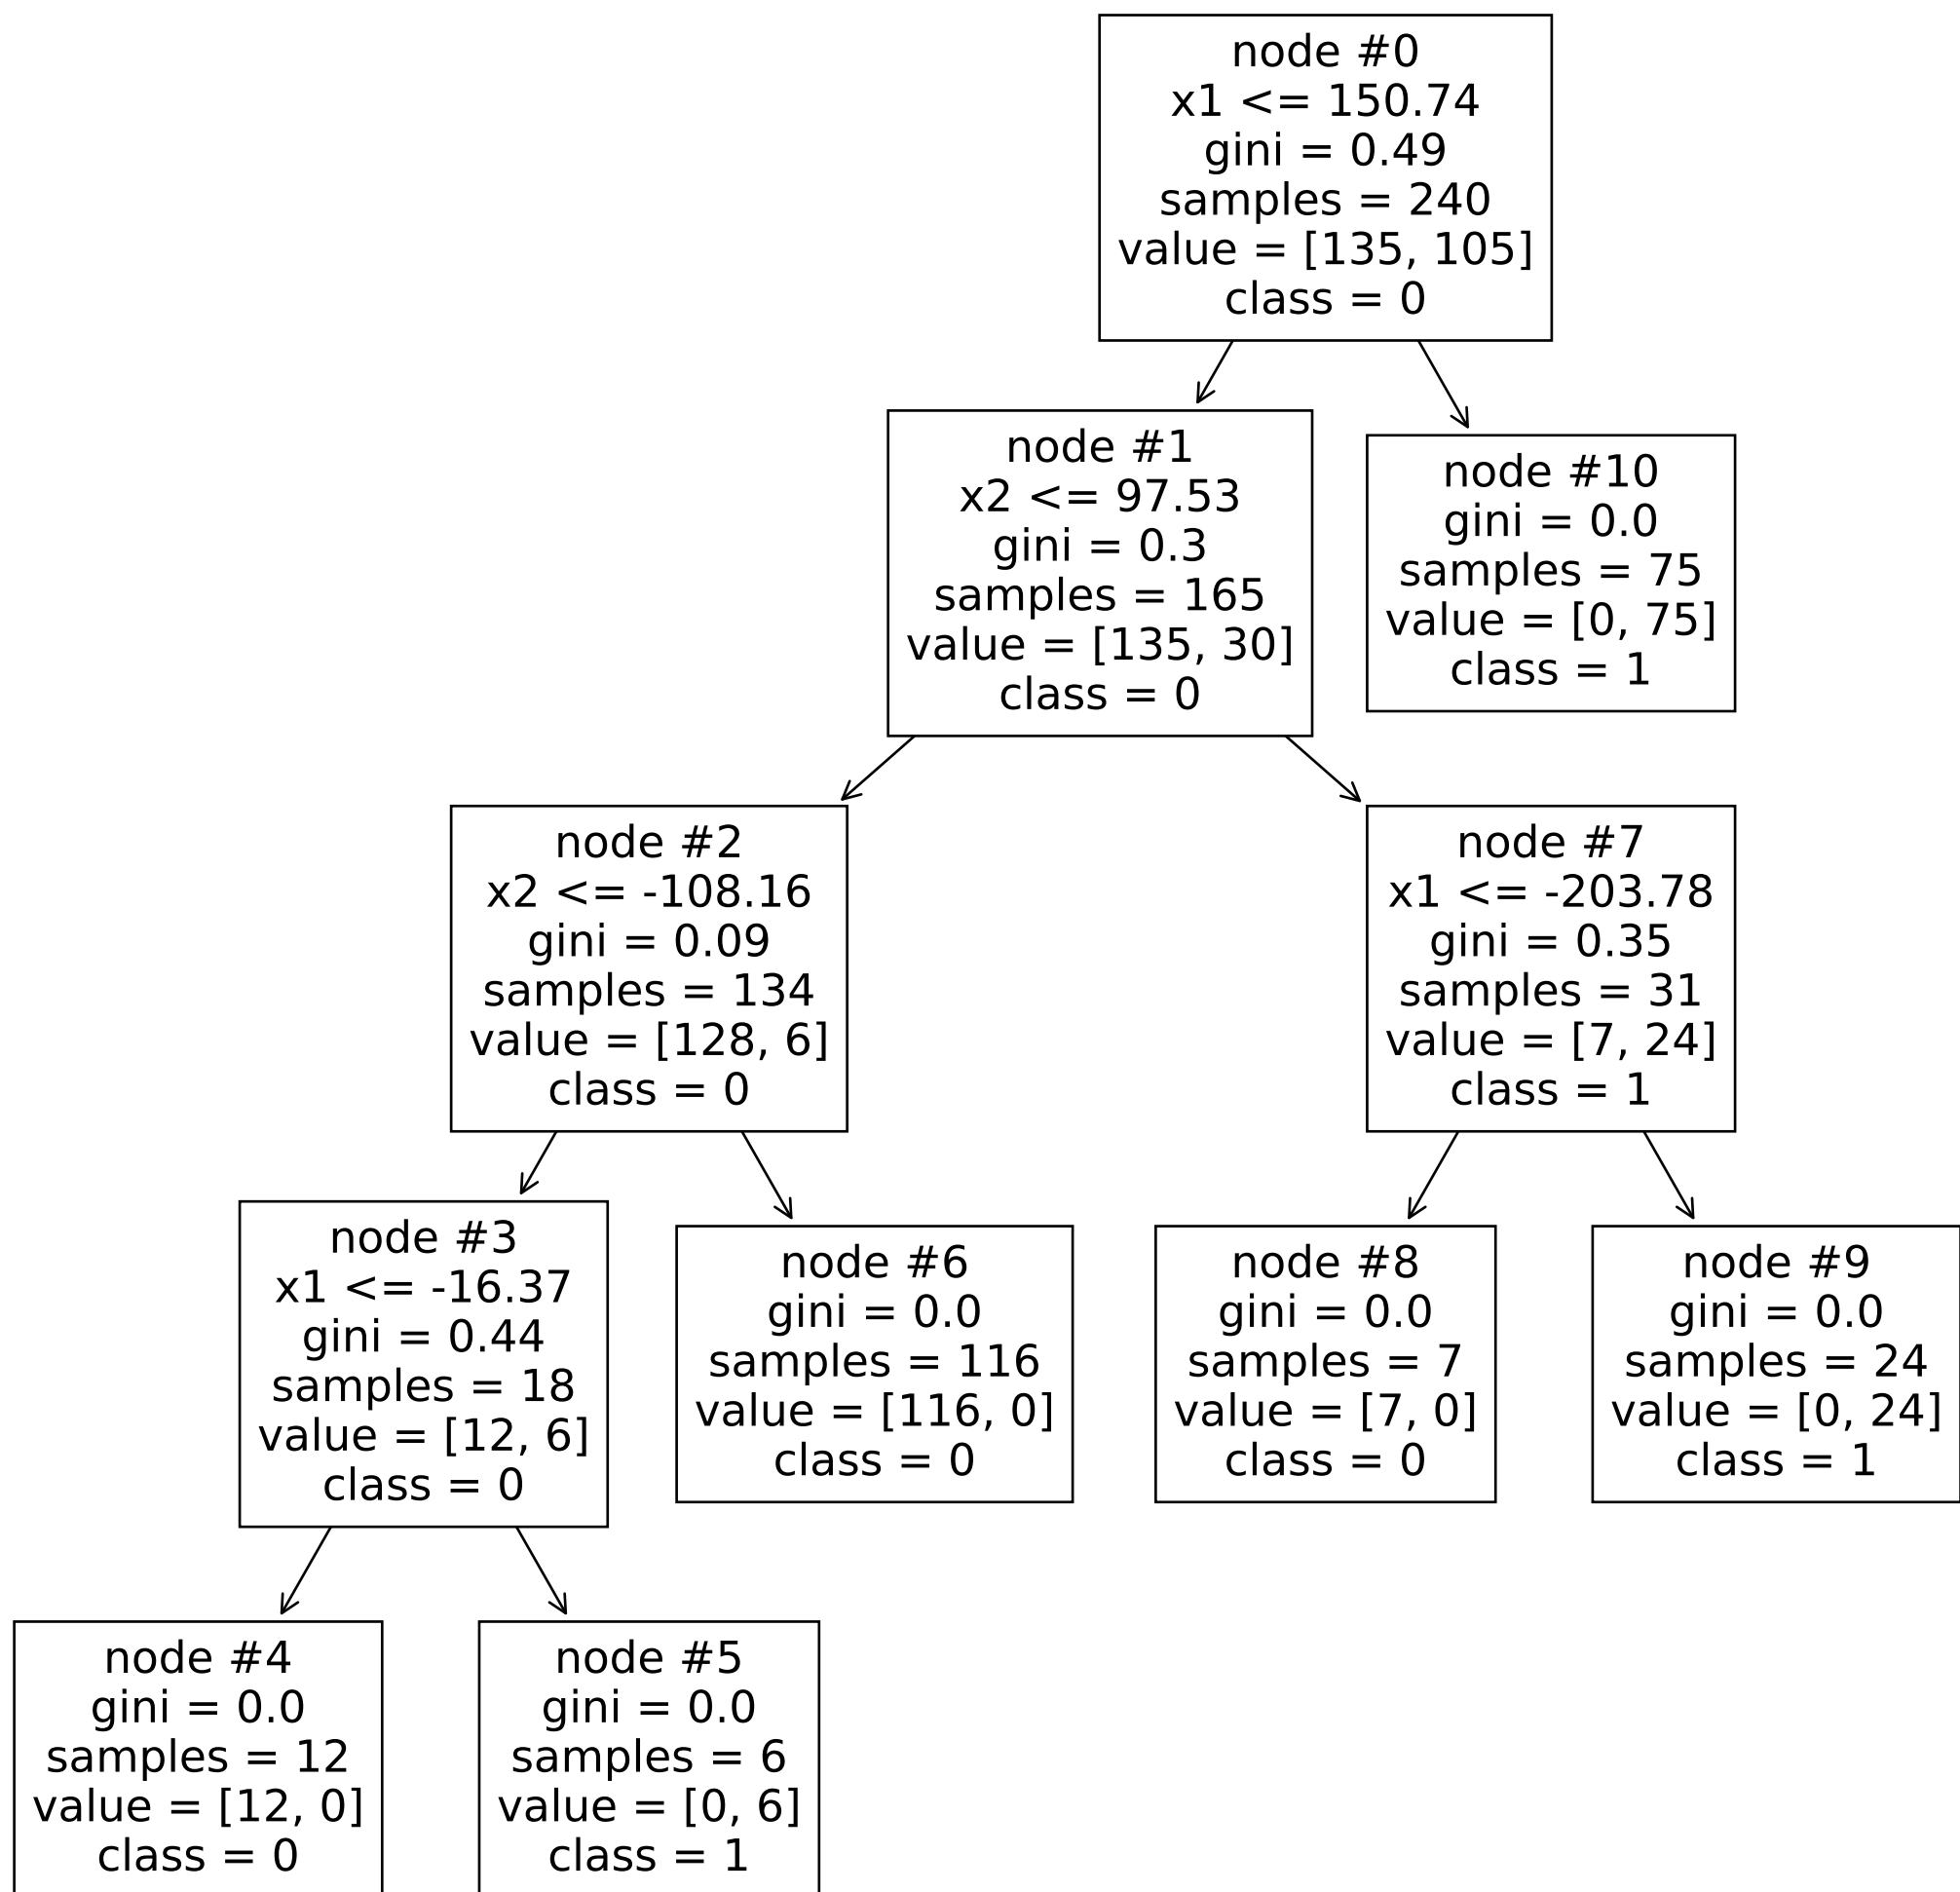 node #0
x1 <= 150.74
gini = 0.49
samples = 240
value = [135, 105]
class = 0
node #1
x2 <= 97.53
gini = 0.3
samples = 165
value = [135, 30]
class = 0
node #10
gini = 0.0
samples = 75
value = [0, 75]
class = 1
node #2
x2 <= -108.16
gini = 0.09
samples = 134
value = [128, 6]
class = 0
node #7
x1 <= -203.78
gini = 0.35
samples = 31
value = [7, 24]
class = 1
node #3
x1 <= -16.37
gini = 0.44
samples = 18
value = [12, 6]
class = 0
node #6
gini = 0.0
samples = 116
value = [116, 0]
class = 0
node #8
gini = 0.0
samples = 7
value = [7, 0]
class = 0
node #9
gini = 0.0
samples = 24
value = [0, 24]
class = 1
node #4
gini = 0.0
samples = 12
value = [12, 0]
class = 0
node #5
gini = 0.0
samples = 6
value = [0, 6]
class = 1